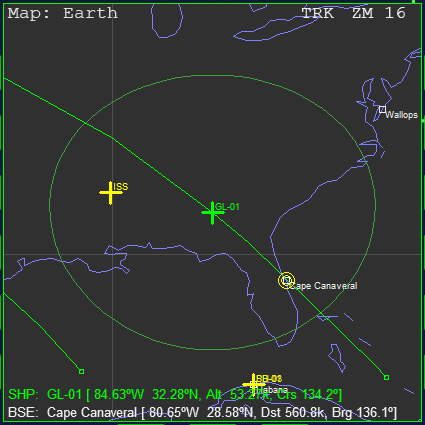 Map: Earth TRK ZM 16
Wallops
ISS
GL-01
Cape Canaveral
Habana
SHP: GL-01 [ 84.63ºW 32.28ºN, Alt 53.27k, Crs 134.2º]
BSE: Cape Canaveral [ 80.65ºW 28.58ºN, Dst 560.8k, Brg 136.1º]